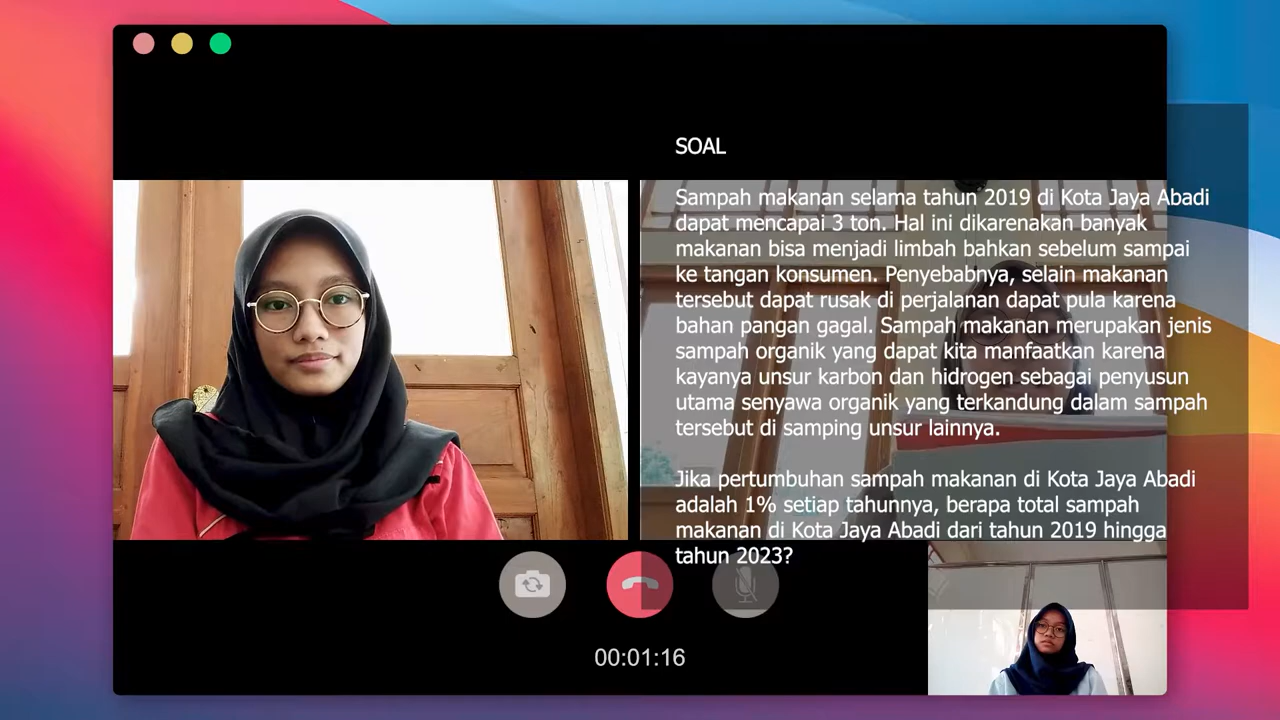 SOAL
Sampah makanan selama tahun 2019 di Kota Jaya Abadi
dapat mencapai 3 ton. Hal ini dikarenakan banyak
makanan bisa menjadi limbah bahkan sebelum sampai
ke tangan konsumen. Penyebabnya, selain makanan
tersebut dapat rusak di perjalanan dapat pula karena
bahan pangan gagal. Sampah makanan merupakan jenis
sampah organik yang dapat kita manfaatkan karena
kayanya unsur karbon dan hidrogen sebagai penyusun
utama senyawa organik yang terkandung dalam sampah
tersebut di samping unsur lainnya.
Jika pertumbuhan sampah makanan di Kota Jaya Abadi
adalah 1% setiap tahunnya, berapa total sampah
makanan di Kota Jaya Abadi dari tahun 2019 hingga
tahun 2023?
00:01:16